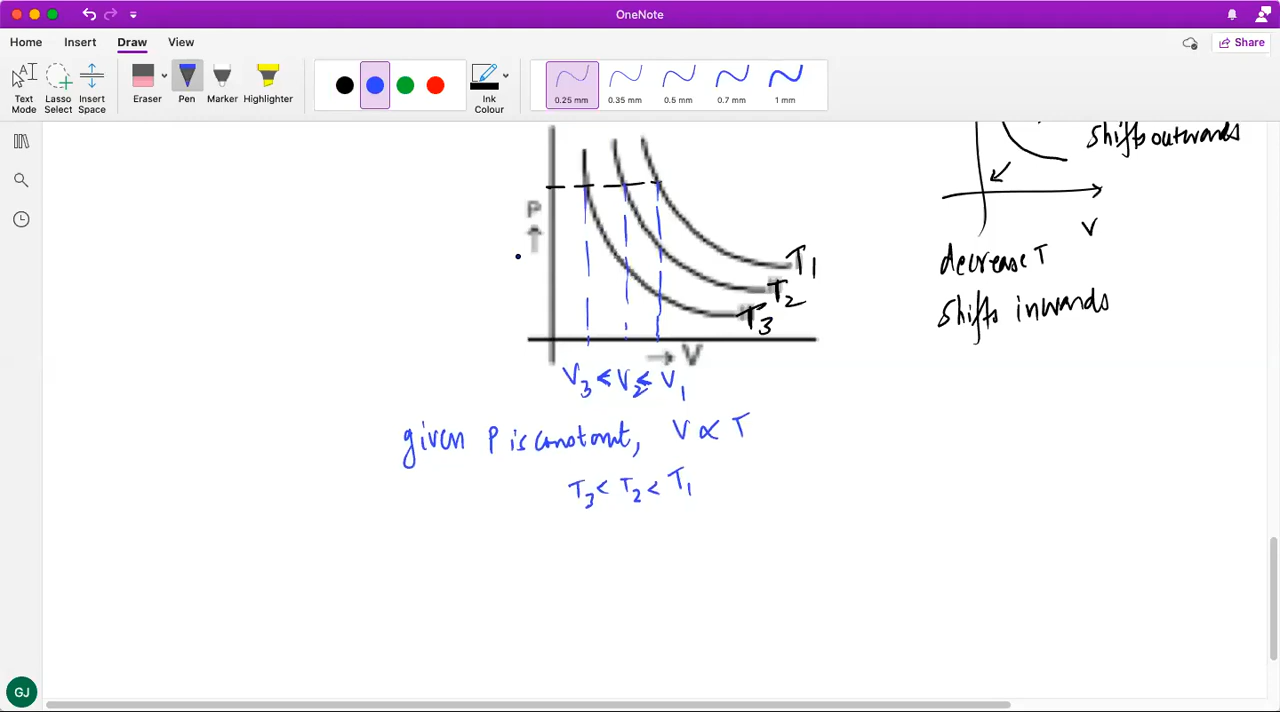 OneNote
Home Insert Draw View
Share
Text Mode
Lasso Select
Insert Space
Eraser
Pen
Marker
Highlighter
Ink Colour
0.25 mm
0.35 mm
0.5 mm
0.7 mm
1 mm
shifts outwards
P
V
T1
decrease T
T2
shifts inwards
T3
V
V3 < V2 < V1
given P is constant, V ∝ T
T3 < T2 < T1
GJ